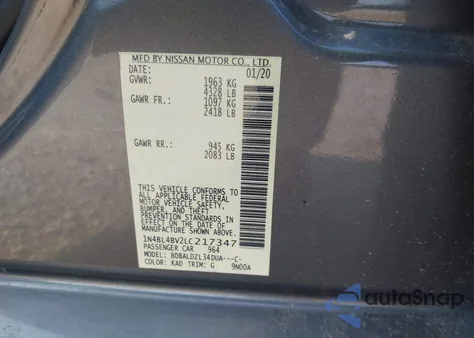 MFD BY NISSAN MOTOR CO., LTD.
DATE: 01/20
GVWR: 1963 KG
4328 LB
GAWR FR.: 1097 KG
2418 LB
GAWR RR.: 945 KG
2083 LB
THIS VEHICLE CONFORMS TO
ALL APPLICABLE FEDERAL
MOTOR VEHICLE SAFETY,
BUMPER, AND THEFT
PREVENTION STANDARDS IN
EFFECT ON THE DATE OF
MANUFACTURE SHOWN ABOVE.
1N4BL4BV2LC217347
PASSENGER CAR 964
MODEL: BDBALDZL34DUA---C-
COLOR: KAD TRIM: G 9N00A
autoSnap